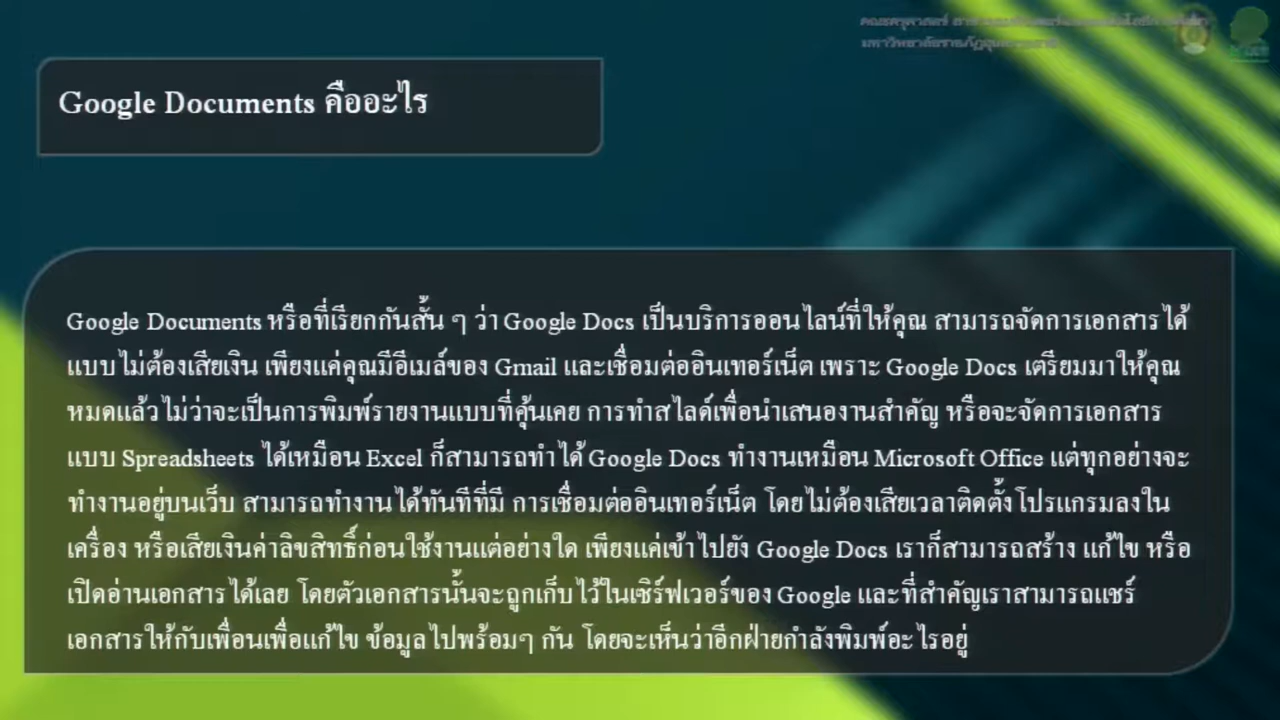 คณะครุศาสตร์
มหาวิทยาลัยราชภัฏ
Google Documents คืออะไร
Google Documents หรือที่เรียกกันสั้น ๆ ว่า Google Docs เป็นบริการออนไลน์ที่ให้คุณ สามารถจัดการเอกสารได้
แบบไม่ต้องเสียเงิน เพียงแค่คุณมีอีเมล์ของ Gmail และเชื่อมต่ออินเทอร์เน็ต เพราะ Google Docs เตรียมมาให้คุณ
หมดแล้ว ไม่ว่าจะเป็นการพิมพ์รายงานแบบที่คุ้นเคย การทำสไลด์เพื่อนำเสนองานสำคัญ หรือจะจัดการเอกสาร
แบบ Spreadsheets ได้เหมือน Excel ก็สามารถทำได้ Google Docs ทำงานเหมือน Microsoft Office แต่ทุกอย่างจะ
ทำงานอยู่บนเว็บ สามารถทำงานได้ทันทีที่มี การเชื่อมต่ออินเทอร์เน็ต โดยไม่ต้องเสียเวลาติดตั้งโปรแกรมลงใน
เครื่อง หรือเสียเงินค่าลิขสิทธิ์ก่อนใช้งานแต่อย่างใด เพียงแค่เข้าไปยัง Google Docs เราก็สามารถสร้าง แก้ไข หรือ
เปิดอ่านเอกสารได้เลย โดยตัวเอกสารนั้นจะถูกเก็บไว้ในเซิร์ฟเวอร์ของ Google และที่สำคัญเราสามารถแชร์
เอกสารให้กับเพื่อนเพื่อแก้ไข ข้อมูลไปพร้อมๆ กัน โดยจะเห็นว่าอีกฝ่ายกำลังพิมพ์อะไรอยู่